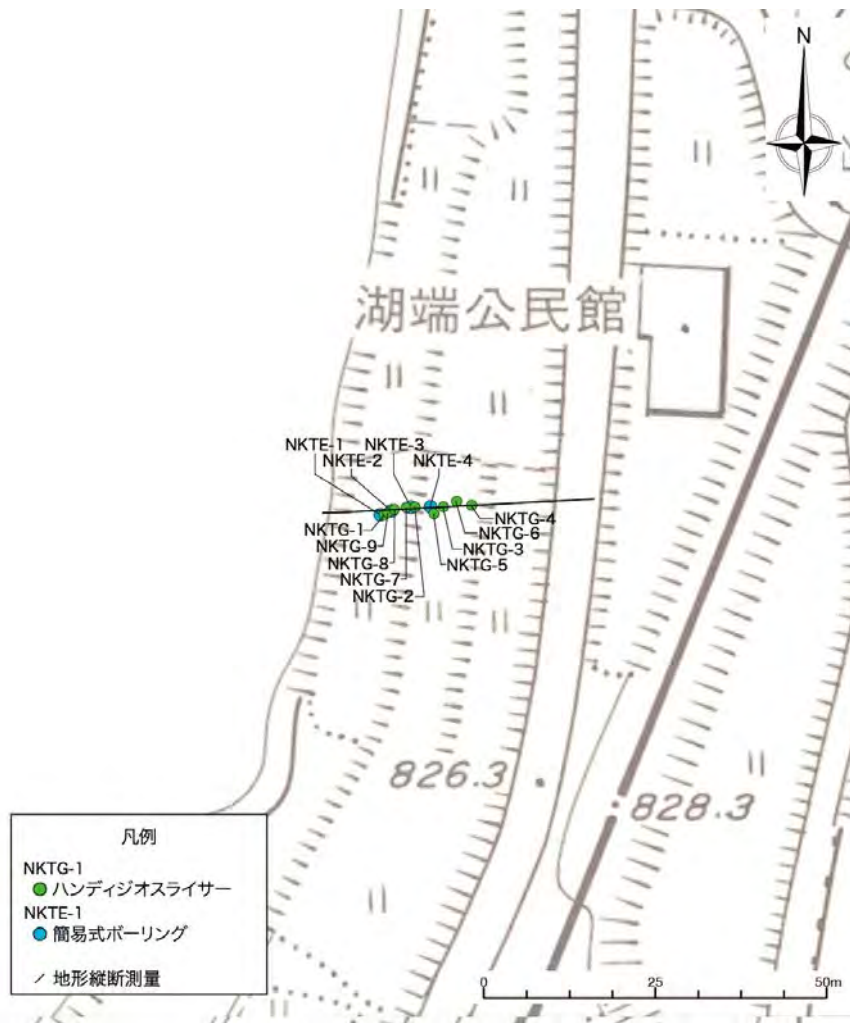 N
湖端公民館
NKTE-1
NKTE-3
NKTE-2
NKTE-4
NKTG-1
NKTG-4
NKTG-9
NKTG-6
NKTG-8
NKTG-3
NKTG-7
NKTG-5
NKTG-2
826.3
828.3
凡例
NKTG-1
ハンディジオスライサー
NKTE-1
簡易式ボーリング
地形縦断測量
0 25 50m